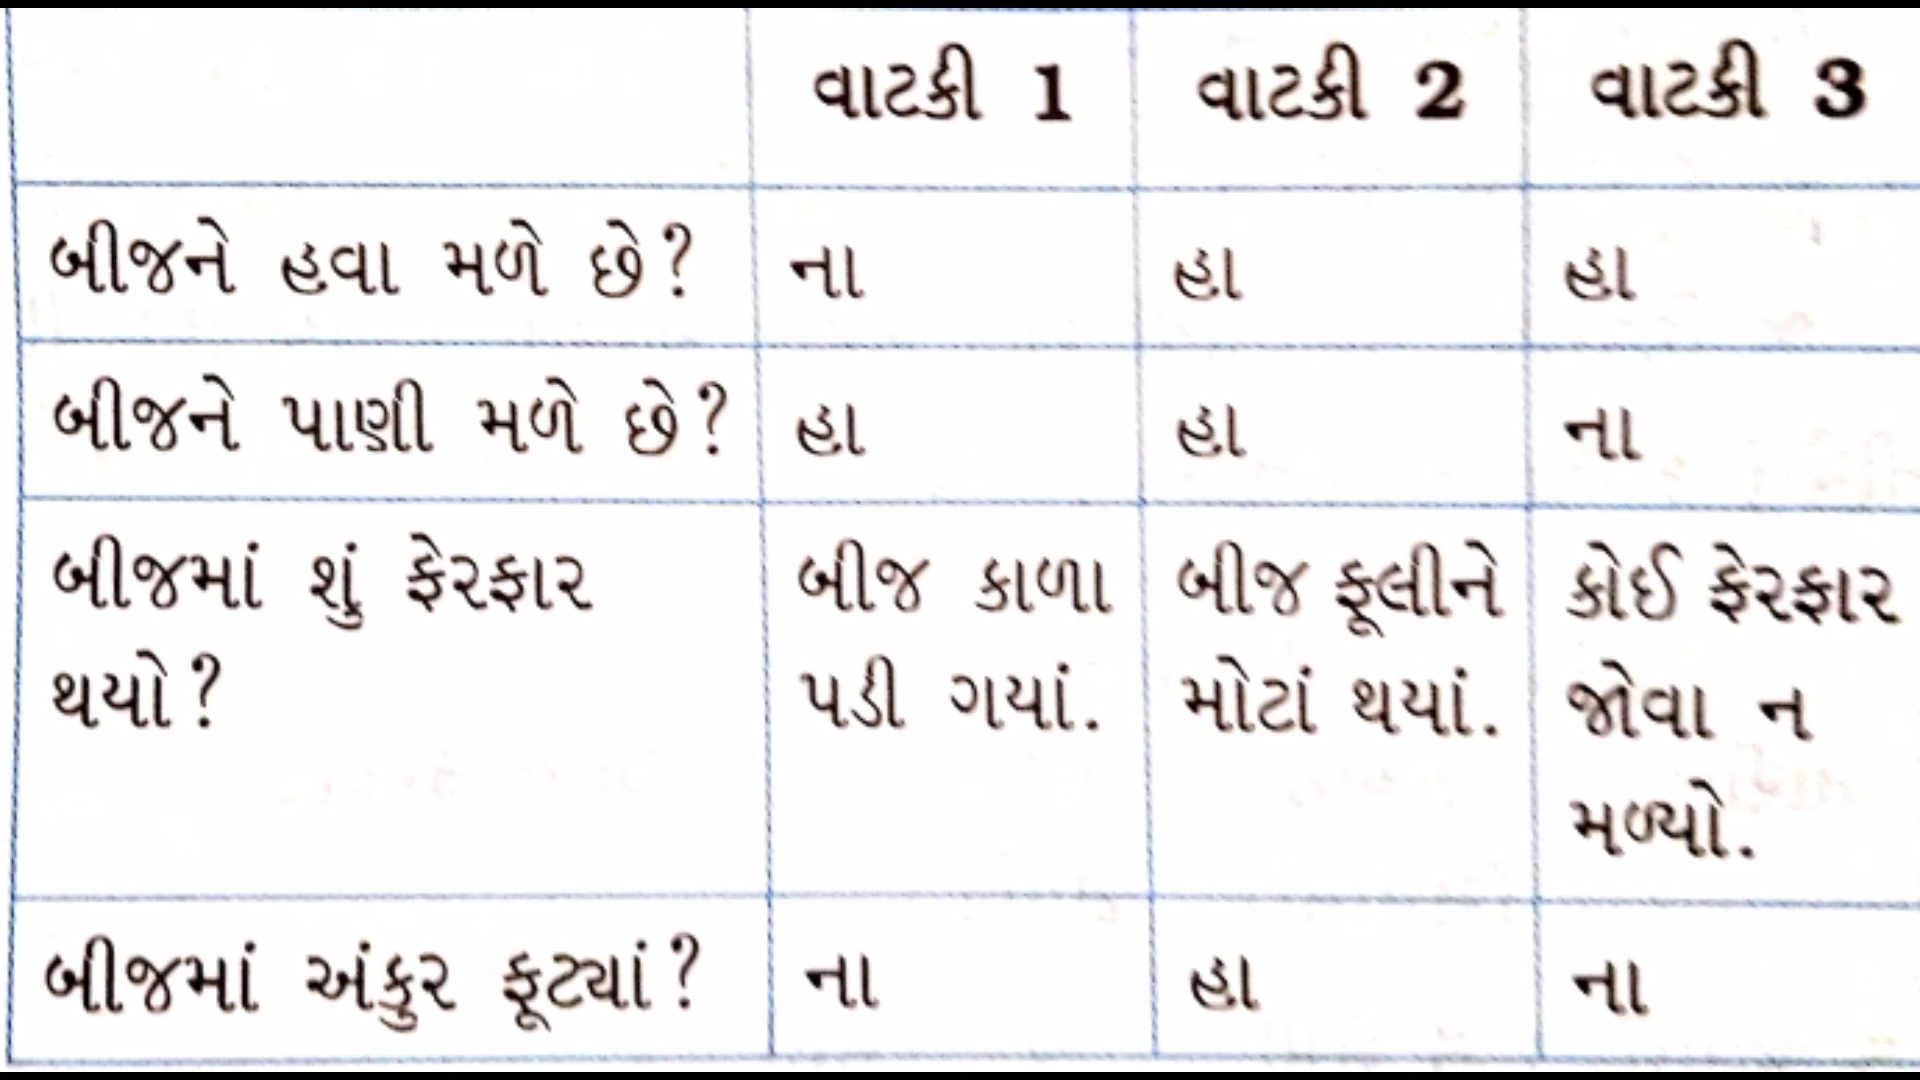 વાટકી 1 વાટકી 2 વાટકી 3
બીજને હવા મળે છે? ના હા હા
બીજને પાણી મળે છે? હા હા ના
બીજમાં શું ફેરફાર બીજ કાળા બીજ ફૂલીને કોઈ ફેરફાર
થયો? પડી ગયાં. મોટાં થયાં. જોવા ન
મળ્યો.
બીજમાં અંકુર ફૂટ્યાં? ના હા ના